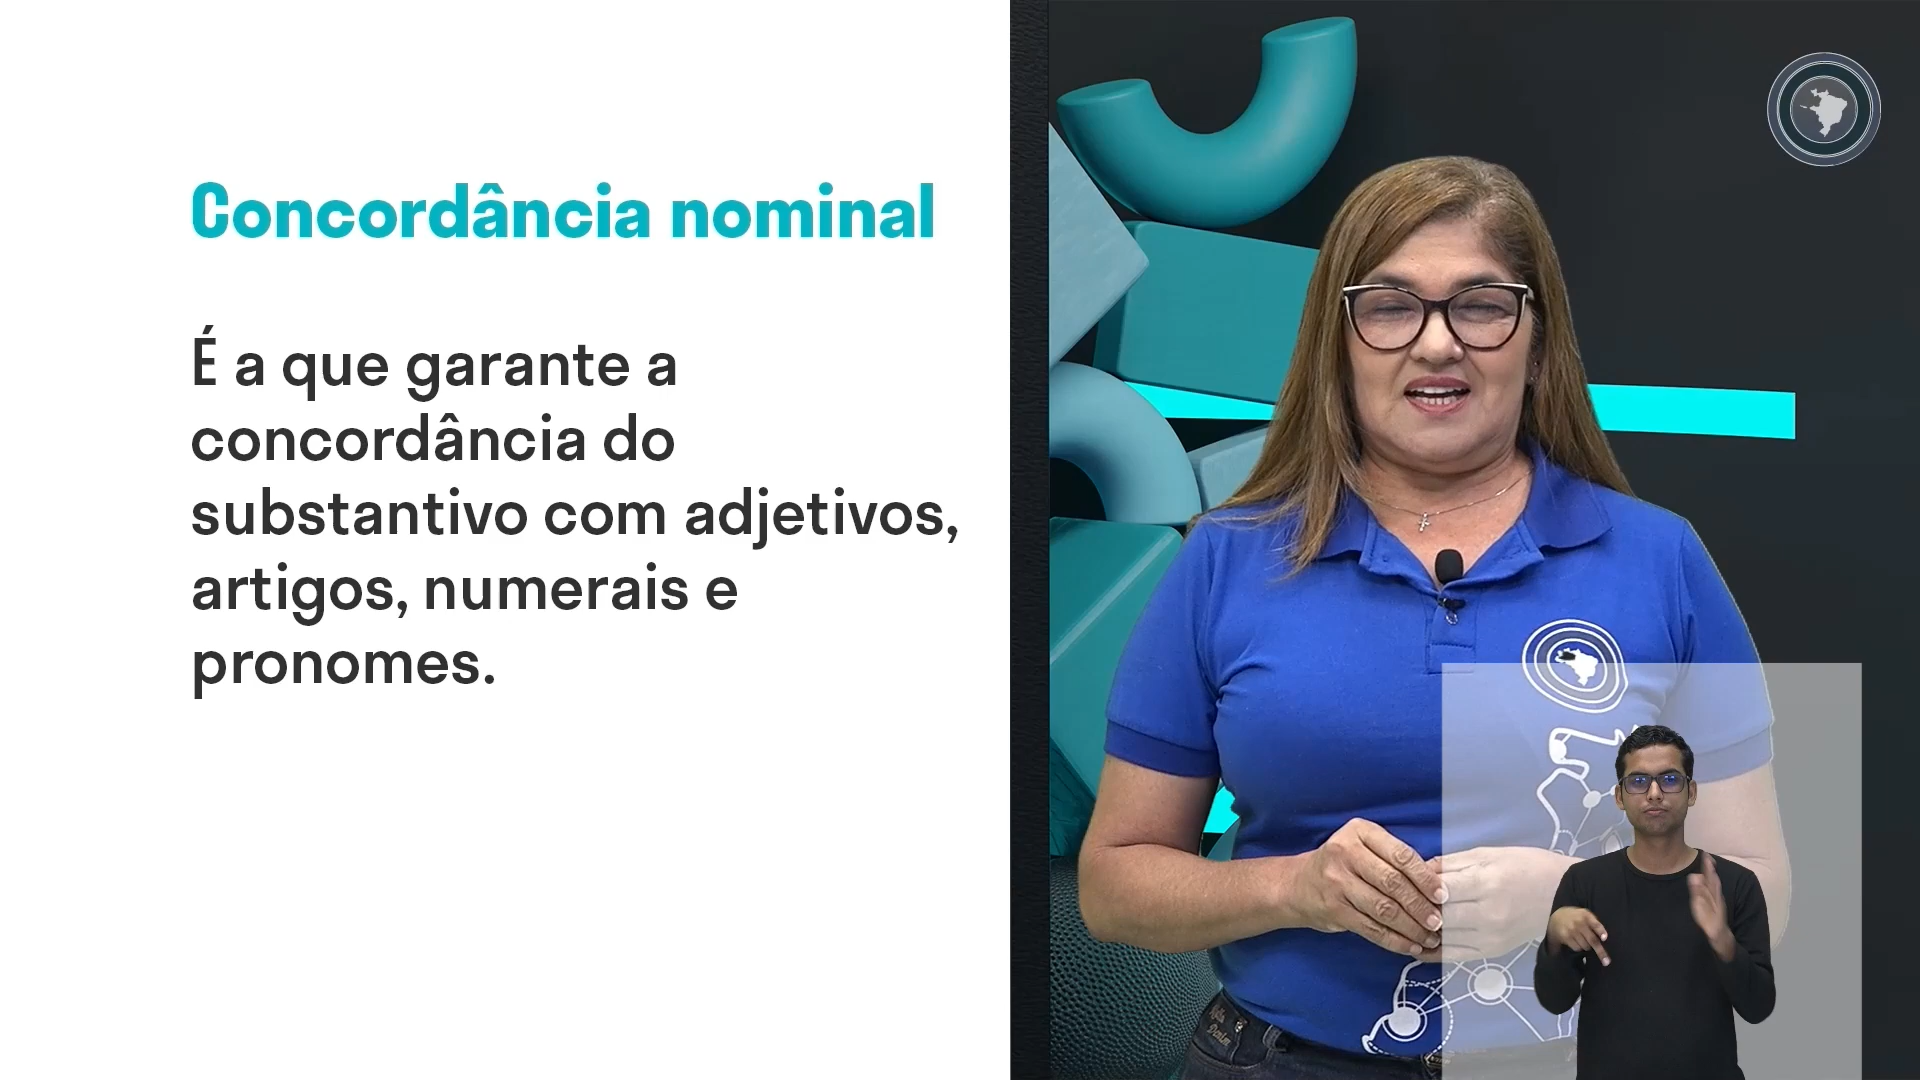 Concordância nominal
É a que garante a
concordância do
substantivo com adjetivos,
artigos, numerais e
pronomes.